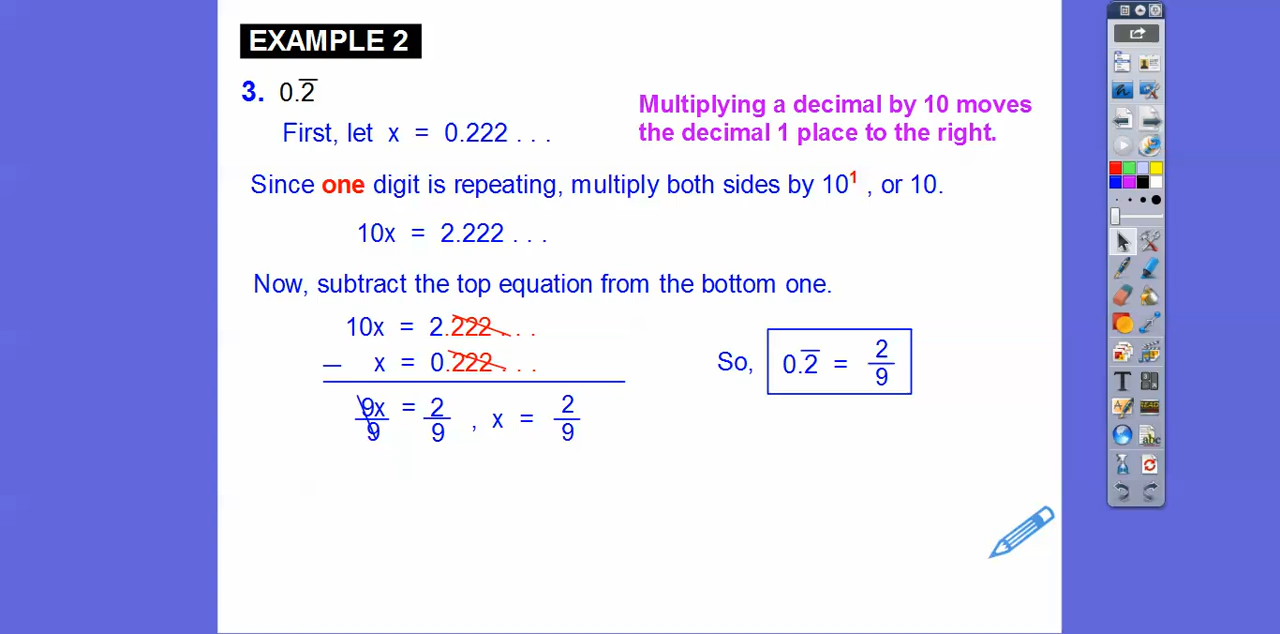 EXAMPLE 2
3. 0.2̅
First, let x = 0.222 . . .
Multiplying a decimal by 10 moves
the decimal 1 place to the right.
Since one digit is repeating, multiply both sides by 10¹ , or 10.
10x = 2.222 . . .
Now, subtract the top equation from the bottom one.
10x = 2.222 . . .
– x = 0.222 . . .
9x/9 = 2/9 , x = 2/9
So, 0.2̅ = 2/9